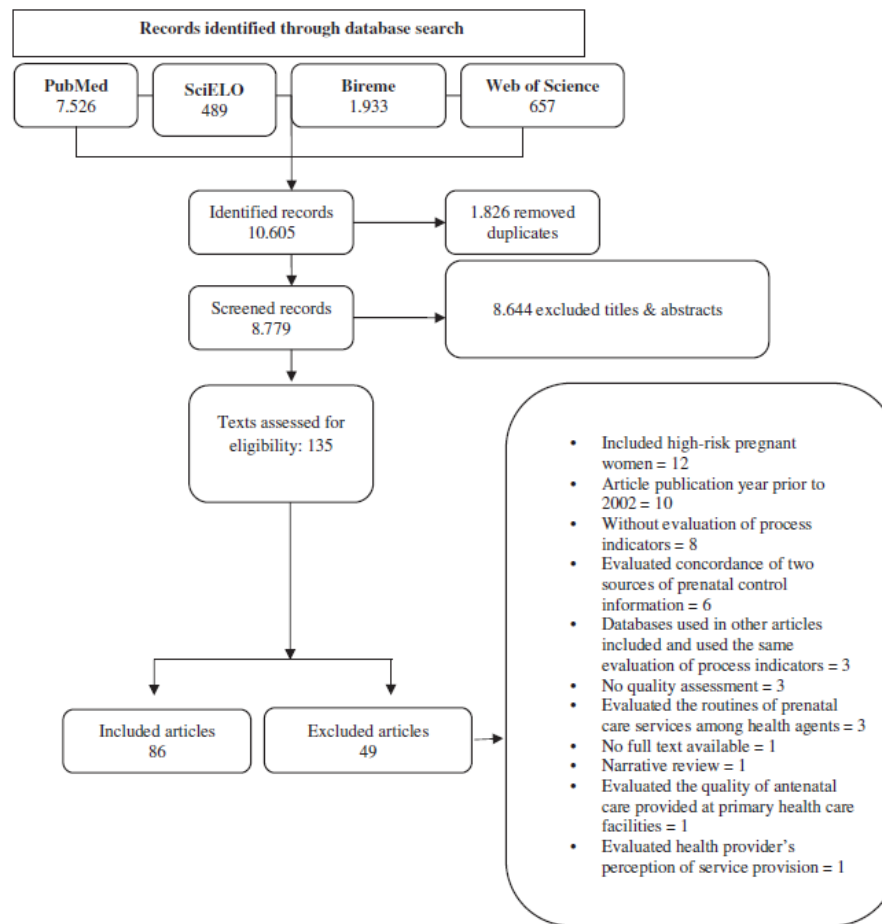 Records identified through database search
PubMed
7.526
SciELO
489
Bireme
1.933
Web of Science
657
Identified records
10.605
1.826 removed
duplicates
Screened records
8.779
8.644 excluded titles & abstracts
Texts assessed for
eligibility: 135
• Included high-risk pregnant
women = 12
• Article publication year prior to
2002 = 10
• Without evaluation of process
indicators = 8
• Evaluated concordance of two
sources of prenatal control
information = 6
• Databases used in other articles
included and used the same
evaluation of process indicators = 3
• No quality assessment = 3
• Evaluated the routines of prenatal
care services among health agents = 3
• No full text available = 1
• Narrative review = 1
• Evaluated the quality of antenatal
care provided at primary health care
facilities = 1
• Evaluated health provider's
perception of service provision = 1
Included articles
86
Excluded articles
49